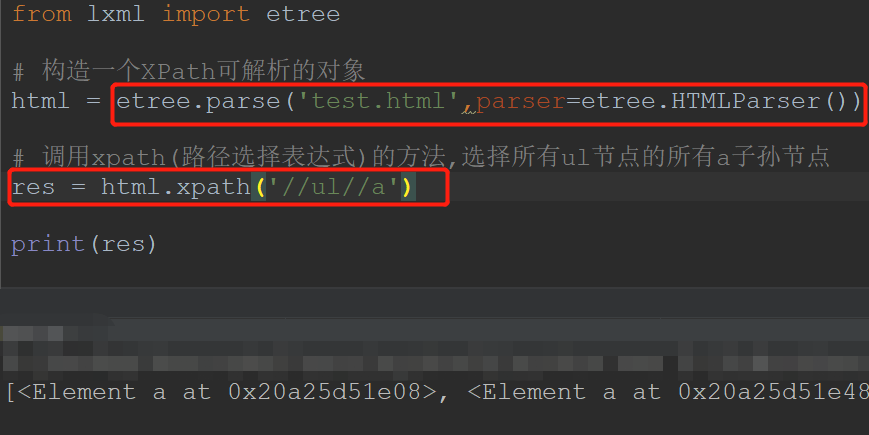 from lxml import etree
# 构造一个XPath可解析的对象
html = etree.parse('test.html',parser=etree.HTMLParser())
# 调用xpath(路径选择表达式)的方法,选择所有ul节点的所有a子孙节点
res = html.xpath('//ul//a')
print(res)
[<Element a at 0x20a25d51e08>, <Element a at 0x20a25d51e48